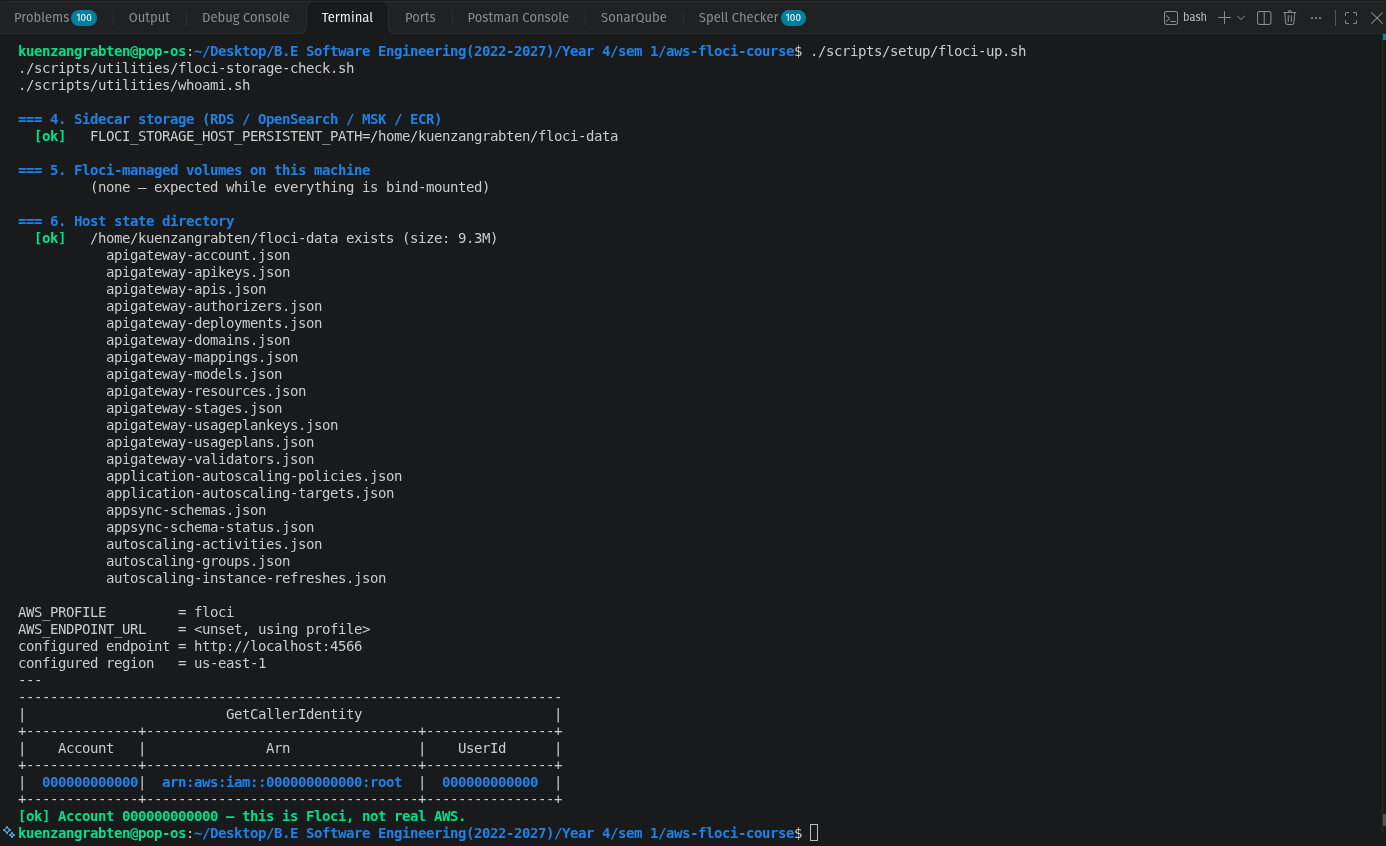 Problems 100 Output Debug Console Terminal Ports Postman Console SonarQube Spell Checker 100 bash
kuenzangrabten@pop-os:~/Desktop/B.E Software Engineering(2022-2027)/Year 4/sem 1/aws-floci-course$ ./scripts/setup/floci-up.sh
./scripts/utilities/floci-storage-check.sh
./scripts/utilities/whoami.sh
=== 4. Sidecar storage (RDS / OpenSearch / MSK / ECR)
[ok] FLOCI_STORAGE_HOST_PERSISTENT_PATH=/home/kuenzangrabten/floci-data
=== 5. Floci-managed volumes on this machine
(none — expected while everything is bind-mounted)
=== 6. Host state directory
[ok] /home/kuenzangrabten/floci-data exists (size: 9.3M)
apigateway-account.json
apigateway-apikeys.json
apigateway-apis.json
apigateway-authorizers.json
apigateway-deployments.json
apigateway-domains.json
apigateway-mappings.json
apigateway-models.json
apigateway-resources.json
apigateway-stages.json
apigateway-usageplankeys.json
apigateway-usageplans.json
apigateway-validators.json
application-autoscaling-policies.json
application-autoscaling-targets.json
appsync-schemas.json
appsync-schema-status.json
autoscaling-activities.json
autoscaling-groups.json
autoscaling-instance-refreshes.json
AWS_PROFILE = floci
AWS_ENDPOINT_URL = <unset, using profile>
configured endpoint = http://localhost:4566
configured region = us-east-1
---
--------------------------------------------------------------------
| GetCallerIdentity |
+--------------+----------------------------------+----------------+
| Account | Arn | UserId |
+--------------+----------------------------------+----------------+
| 000000000000| arn:aws:iam::000000000000:root | 000000000000 |
+--------------+----------------------------------+----------------+
[ok] Account 000000000000 — this is Floci, not real AWS.
kuenzangrabten@pop-os:~/Desktop/B.E Software Engineering(2022-2027)/Year 4/sem 1/aws-floci-course$